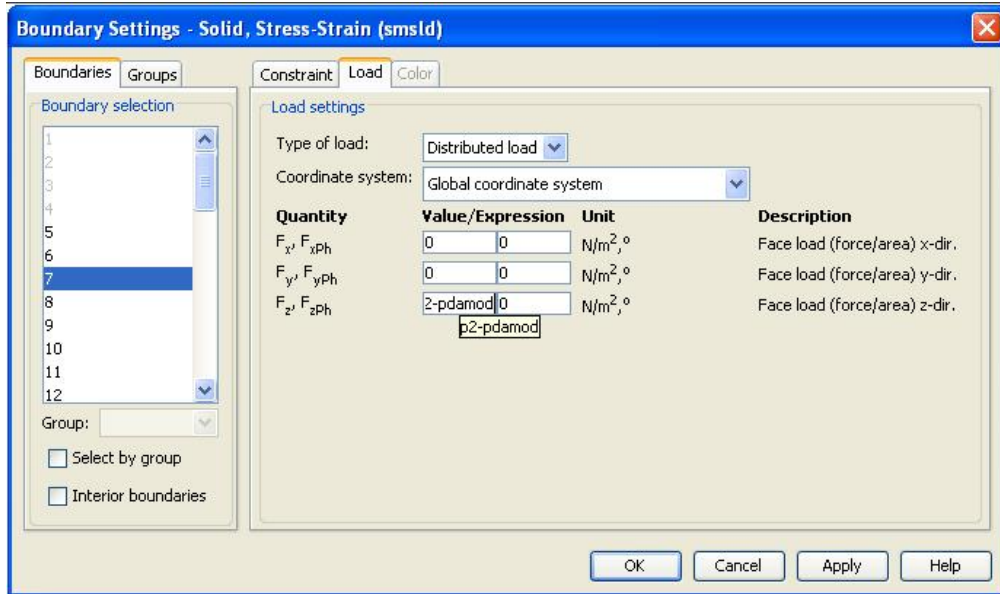 Boundary Settings - Solid, Stress-Strain (smsld)
Boundaries Groups
Boundary selection
1
2
3
4
5
6
7
8
9
10
11
12
Group:
Select by group
Interior boundaries
Constraint Load Color
Load settings
Type of load: Distributed load
Coordinate system: Global coordinate system
Quantity Value/Expression Unit Description
Fx, FxPh 0 0 N/m², º Face load (force/area) x-dir.
Fy, FyPh 0 0 N/m², º Face load (force/area) y-dir.
Fz, FzPh 2-pdamod 0 N/m², º Face load (force/area) z-dir.
p2-pdamod
OK Cancel Apply Help